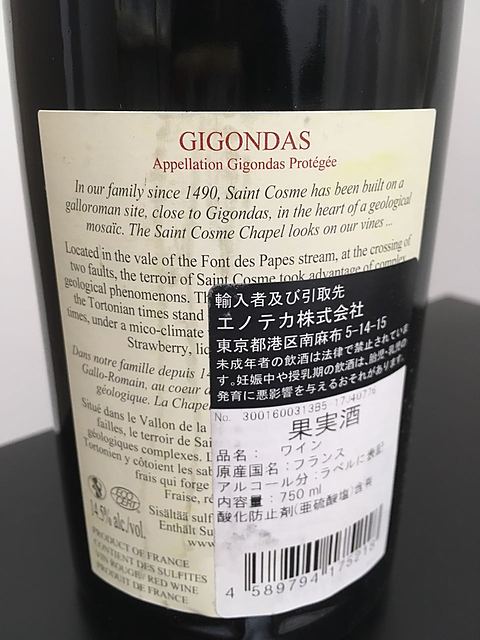 GIGONDAS
Appellation Gigondas Protégée
In our family since 1490, Saint Cosme has been built on a
galloroman site, close to Gigondas, in the heart of a geological
mosaïc. The Saint Cosme Chapel looks on our vines ...
Located in the vale of the Font des Papes stream, at the crossing of
two faults, the terroir of Saint Cosme took advantage of complex
geological phenomenons. Th
the Tortonian times stand
times, under a mico-climate
Strawberry, liq
Dans notre famille depuis 14
Gallo-Romain, au coeur d
géologique. La Chape
Situé dans le Vallon de la
failles, le terroir de Sai
géologiques complexes. L
Tortonien y côtoient les sab
frais qui forge
Fraise, ré
Sisältää sulf
Enthält Su
www
14.5% alc./vol.
PRODUCT OF FRANCE
CONTIENT DES SULFITES
VIN ROUGE/ RED WINE
PRODUIT DE FRANCE
輸入者及び引取先
エノテカ株式会社
東京都港区南麻布 5-14-15
未成年者の飲酒は法律で禁止されていま
す。妊娠中や授乳期の飲酒は、胎児・乳児の
発育に悪影響を与えるおそれがあります。
No. 3001600313B5 17J40776
果実酒
品名: ワイン
原産国名:フランス
アルコール分:ラベルに表記
内容量:750 ml
酸化防止剤(亜硫酸塩)含有
4 589794 175218